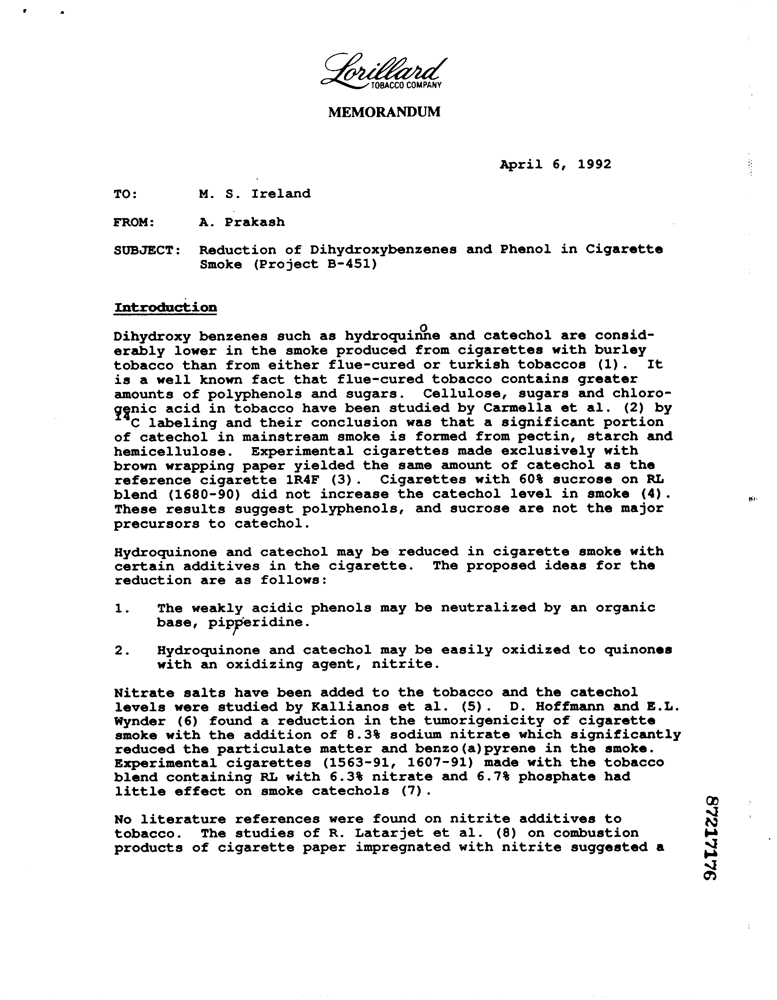 Lorillard
TOBACCO COMPANY
MEMORANDUM
April 6, 1992
TO: M. S. Ireland
FROM: A. Prakash
SUBJECT: Reduction of Dihydroxybenzenes and Phenol in Cigarette
Smoke (Project B-451)
Introduction
Dihydroxy benzenes such as hydroquinone and catechol are consid-
erably lower in the smoke produced from cigarettes with burley
tobacco than from either flue-cured or turkish tobaccos (1). It
is a well known fact that flue-cured tobacco contains greater
amounts of polyphenols and sugars. Cellulose, sugars and chloro-
genic acid in tobacco have been studied by Carmella et al. (2) by
14C labeling and their conclusion was that a significant portion
of catechol in mainstream smoke is formed from pectin, starch and
hemicellulose. Experimental cigarettes made exclusively with
brown wrapping paper yielded the same amount of catechol as the
reference cigarette 1R4F (3). Cigarettes with 60% sucrose on RL
blend (1680-90) did not increase the catechol level in smoke (4).
These results suggest polyphenols, and sucrose are not the major
precursors to catechol.
Hydroquinone and catechol may be reduced in cigarette smoke with
certain additives in the cigarette. The proposed ideas for the
reduction are as follows:
1. The weakly acidic phenols may be neutralized by an organic
base, pipperidine.
2. Hydroquinone and catechol may be easily oxidized to quinones
with an oxidizing agent, nitrite.
Nitrate salts have been added to the tobacco and the catechol
levels were studied by Kallianos et al. (5). D. Hoffmann and E.L.
Wynder (6) found a reduction in the tumorigenicity of cigarette
smoke with the addition of 8.3% sodium nitrate which significantly
reduced the particulate matter and benzo(a)pyrene in the smoke.
Experimental cigarettes (1563-91, 1607-91) made with the tobacco
blend containing RL with 6.3% nitrate and 6.7% phosphate had
little effect on smoke catechols (7).
No literature references were found on nitrite additives to
tobacco. The studies of R. Latarjet et al. (8) on combustion
products of cigarette paper impregnated with nitrite suggested a
87217176